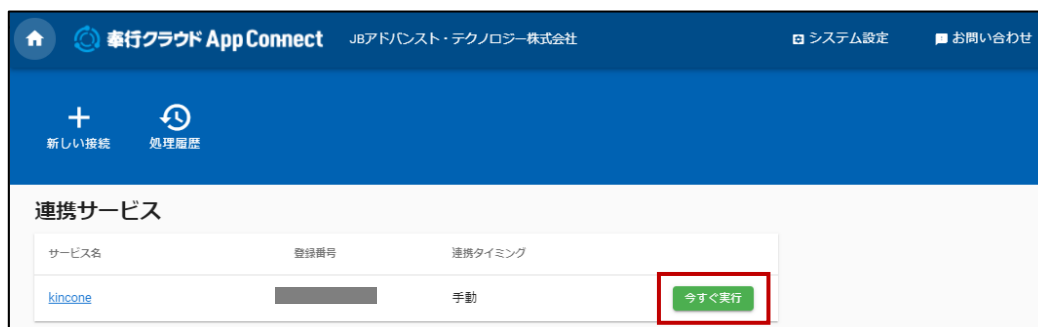 奉行クラウド App Connect JBアドバンスト・テクノロジー株式会社 システム設定 お問い合わせ
新しい接続 処理履歴
連携サービス
サービス名 登録番号 連携タイミング
kincone 手動 今すぐ実行